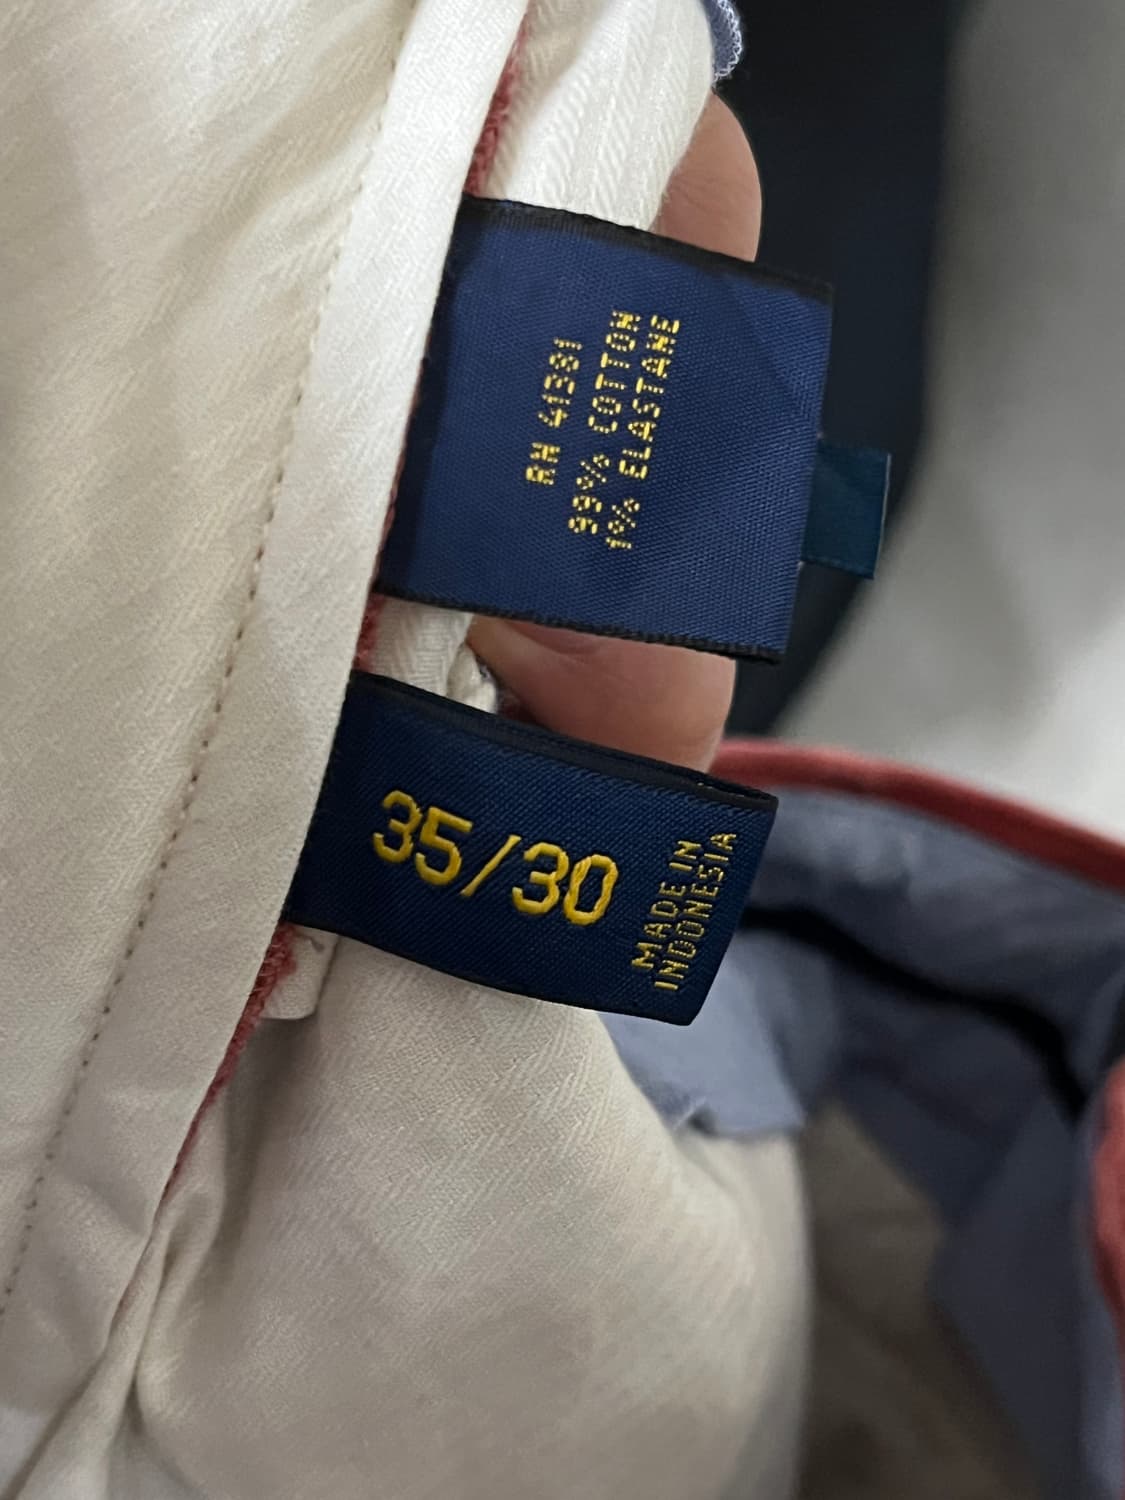 RN 41381
99% COTTON
1% ELASTANE
35/30
MADE IN
INDONESIA